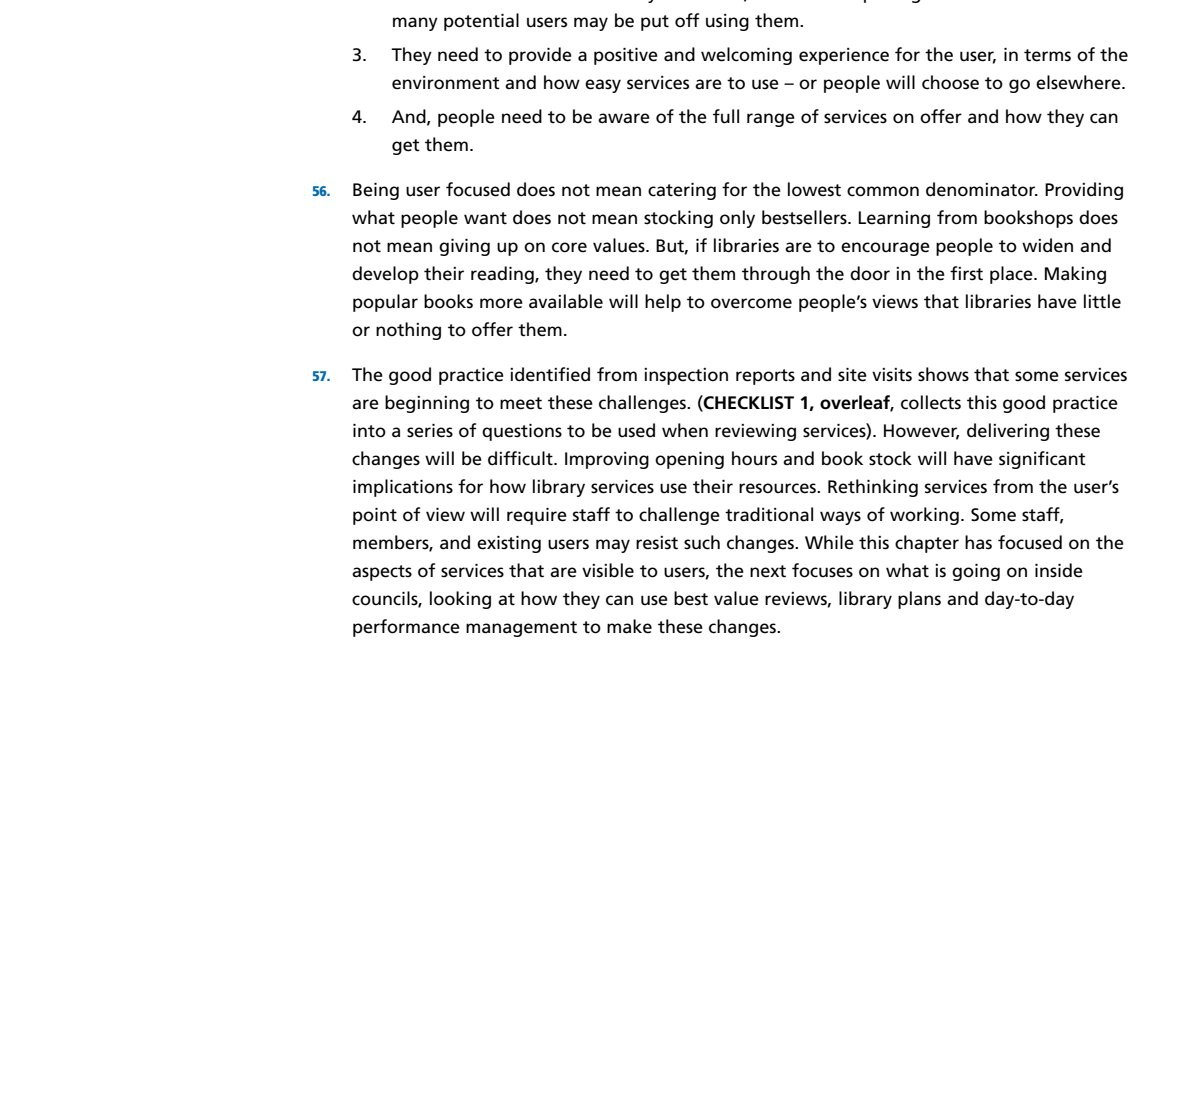 many potential users may be put off using them.
3. They need to provide a positive and welcoming experience for the user, in terms of the
environment and how easy services are to use – or people will choose to go elsewhere.
4. And, people need to be aware of the full range of services on offer and how they can
get them.
56. Being user focused does not mean catering for the lowest common denominator. Providing
what people want does not mean stocking only bestsellers. Learning from bookshops does
not mean giving up on core values. But, if libraries are to encourage people to widen and
develop their reading, they need to get them through the door in the first place. Making
popular books more available will help to overcome people’s views that libraries have little
or nothing to offer them.
57. The good practice identified from inspection reports and site visits shows that some services
are beginning to meet these challenges. (CHECKLIST 1, overleaf, collects this good practice
into a series of questions to be used when reviewing services). However, delivering these
changes will be difficult. Improving opening hours and book stock will have significant
implications for how library services use their resources. Rethinking services from the user’s
point of view will require staff to challenge traditional ways of working. Some staff,
members, and existing users may resist such changes. While this chapter has focused on the
aspects of services that are visible to users, the next focuses on what is going on inside
councils, looking at how they can use best value reviews, library plans and day-to-day
performance management to make these changes.